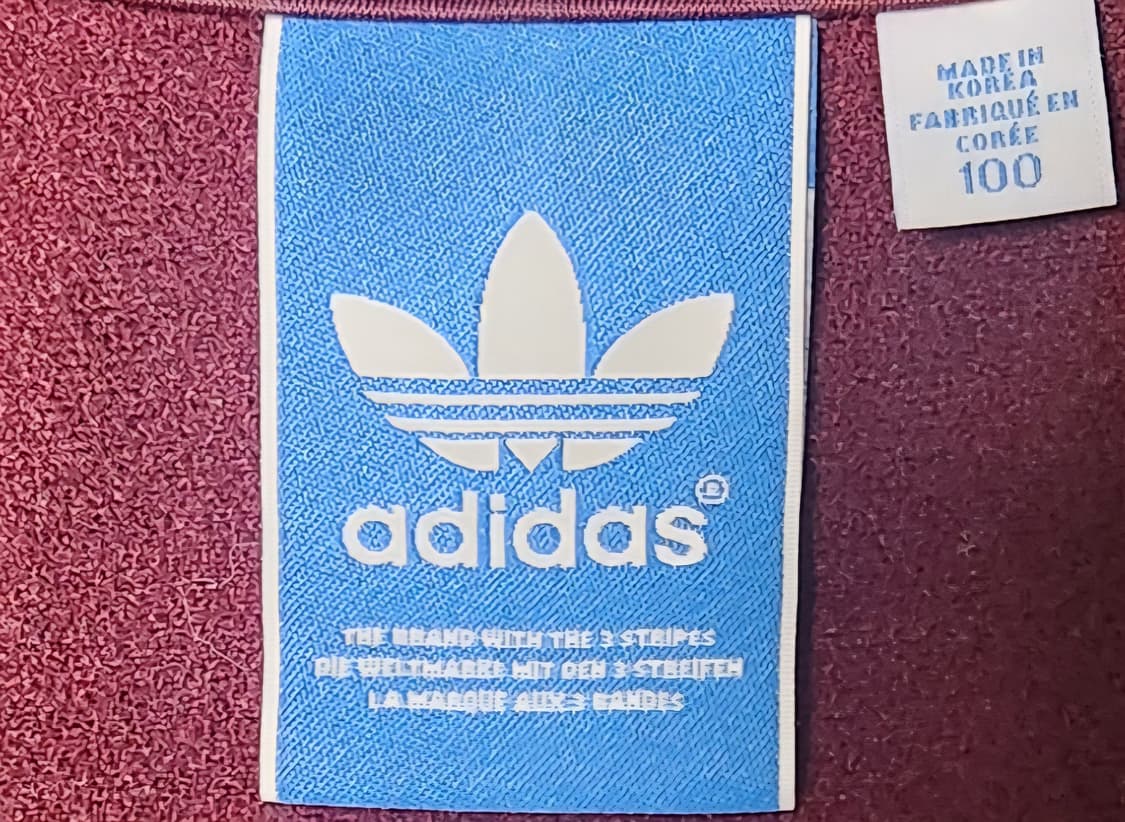 adidas®
THE BRAND WITH THE 3 STRIPES
DIE WELTMARKE MIT DEN 3 STREIFEN
LA MARQUE AUX 3 BANDES
MADE IN
KOREA
FABRIQUÉ EN
CORÉE
100